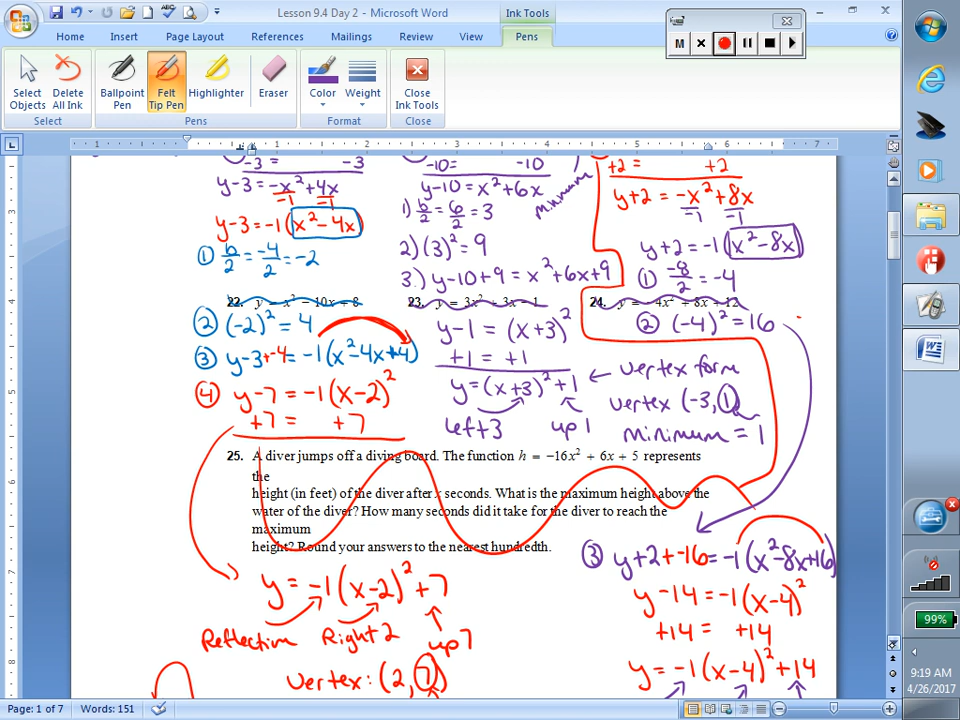 Lesson 9.4 Day 2 - Microsoft Word
Ink Tools
Home Insert Page Layout References Mailings Review View Pens
Select Objects
Delete All Ink
Ballpoint Pen
Felt Tip Pen
Highlighter
Eraser
Color
Weight
Close Ink Tools
Select Pens Format Close
-3 = -3
y-3 = -x² + 4x
-1 -1
y-3 = -1(x² - 4x)
① b/2 = -4/2 = -2
22. y = x² − 10x + 8
② (-2)² = 4
③ y-3+-4 = -1(x²-4x+4)
④ y-7 = -1(x-2)²
+7 = +7
-10 = -10
y-10 = x² + 6x
minimum
1) b/2 = 6/2 = 3
2) (3)² = 9
3.) y-10+9 = x²+6x+9
23. y = 3x² + 3x − 1
y-1 = (x+3)²
+1 = +1
y = (x+3)² + 1 ← vertex form
left 3 up 1
vertex (-3, 1)
minimum = 1
+2 = +2
y+2 = -x² + 8x
-1 -1
y+2 = -1(x² - 8x)
① -8/2 = -4
24. y = −4x² + 8x + 12
② (-4)² = 16
25. A diver jumps off a diving board. The function h = −16x² + 6x + 5 represents
the
height (in feet) of the diver after x seconds. What is the maximum height above the
water of the diver? How many seconds did it take for the diver to reach the
maximum
height? Round your answers to the nearest hundredth.
y = -1(x-2)² + 7
Reflection Right 2 up 7
Vertex: (2, 7)
③ y+2+-16 = -1(x²-8x+16)
y-14 = -1(x-4)²
+14 = +14
y = -1(x-4)² + 14
Page: 1 of 7 Words: 151
99%
9:19 AM
4/26/2017